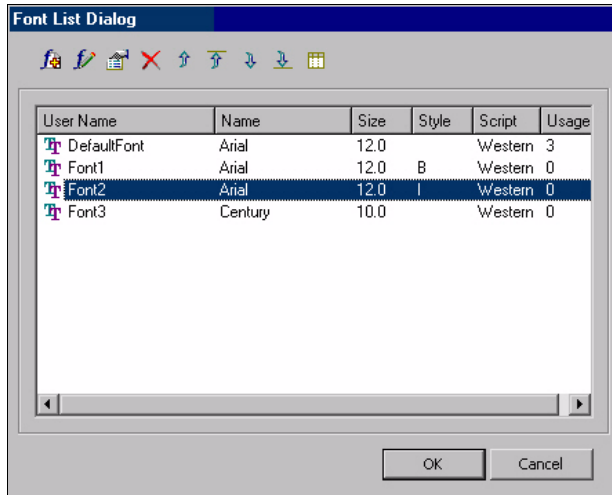 Font List Dialog
User Name Name Size Style Script Usage
DefaultFont Arial 12.0 Western 3
Font1 Arial 12.0 B Western 0
Font2 Arial 12.0 I Western 0
Font3 Century 10.0 Western 0
OK Cancel